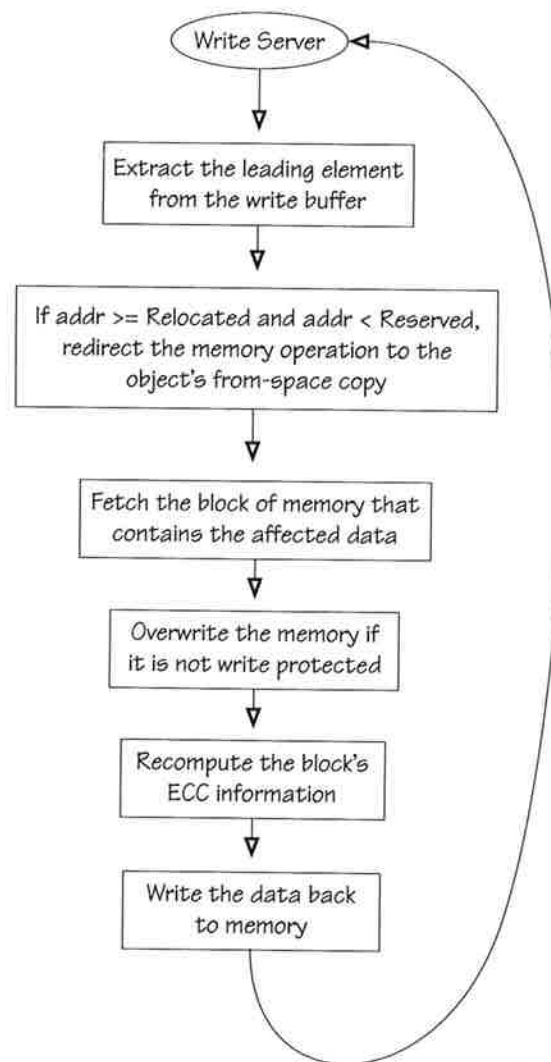 Write Server
Extract the leading element
from the write buffer
If addr >= Relocated and addr < Reserved,
redirect the memory operation to the
object's from-space copy
Fetch the block of memory that
contains the affected data
Overwrite the memory if
it is not write protected
Recompute the block's
ECC information
Write the data back
to memory